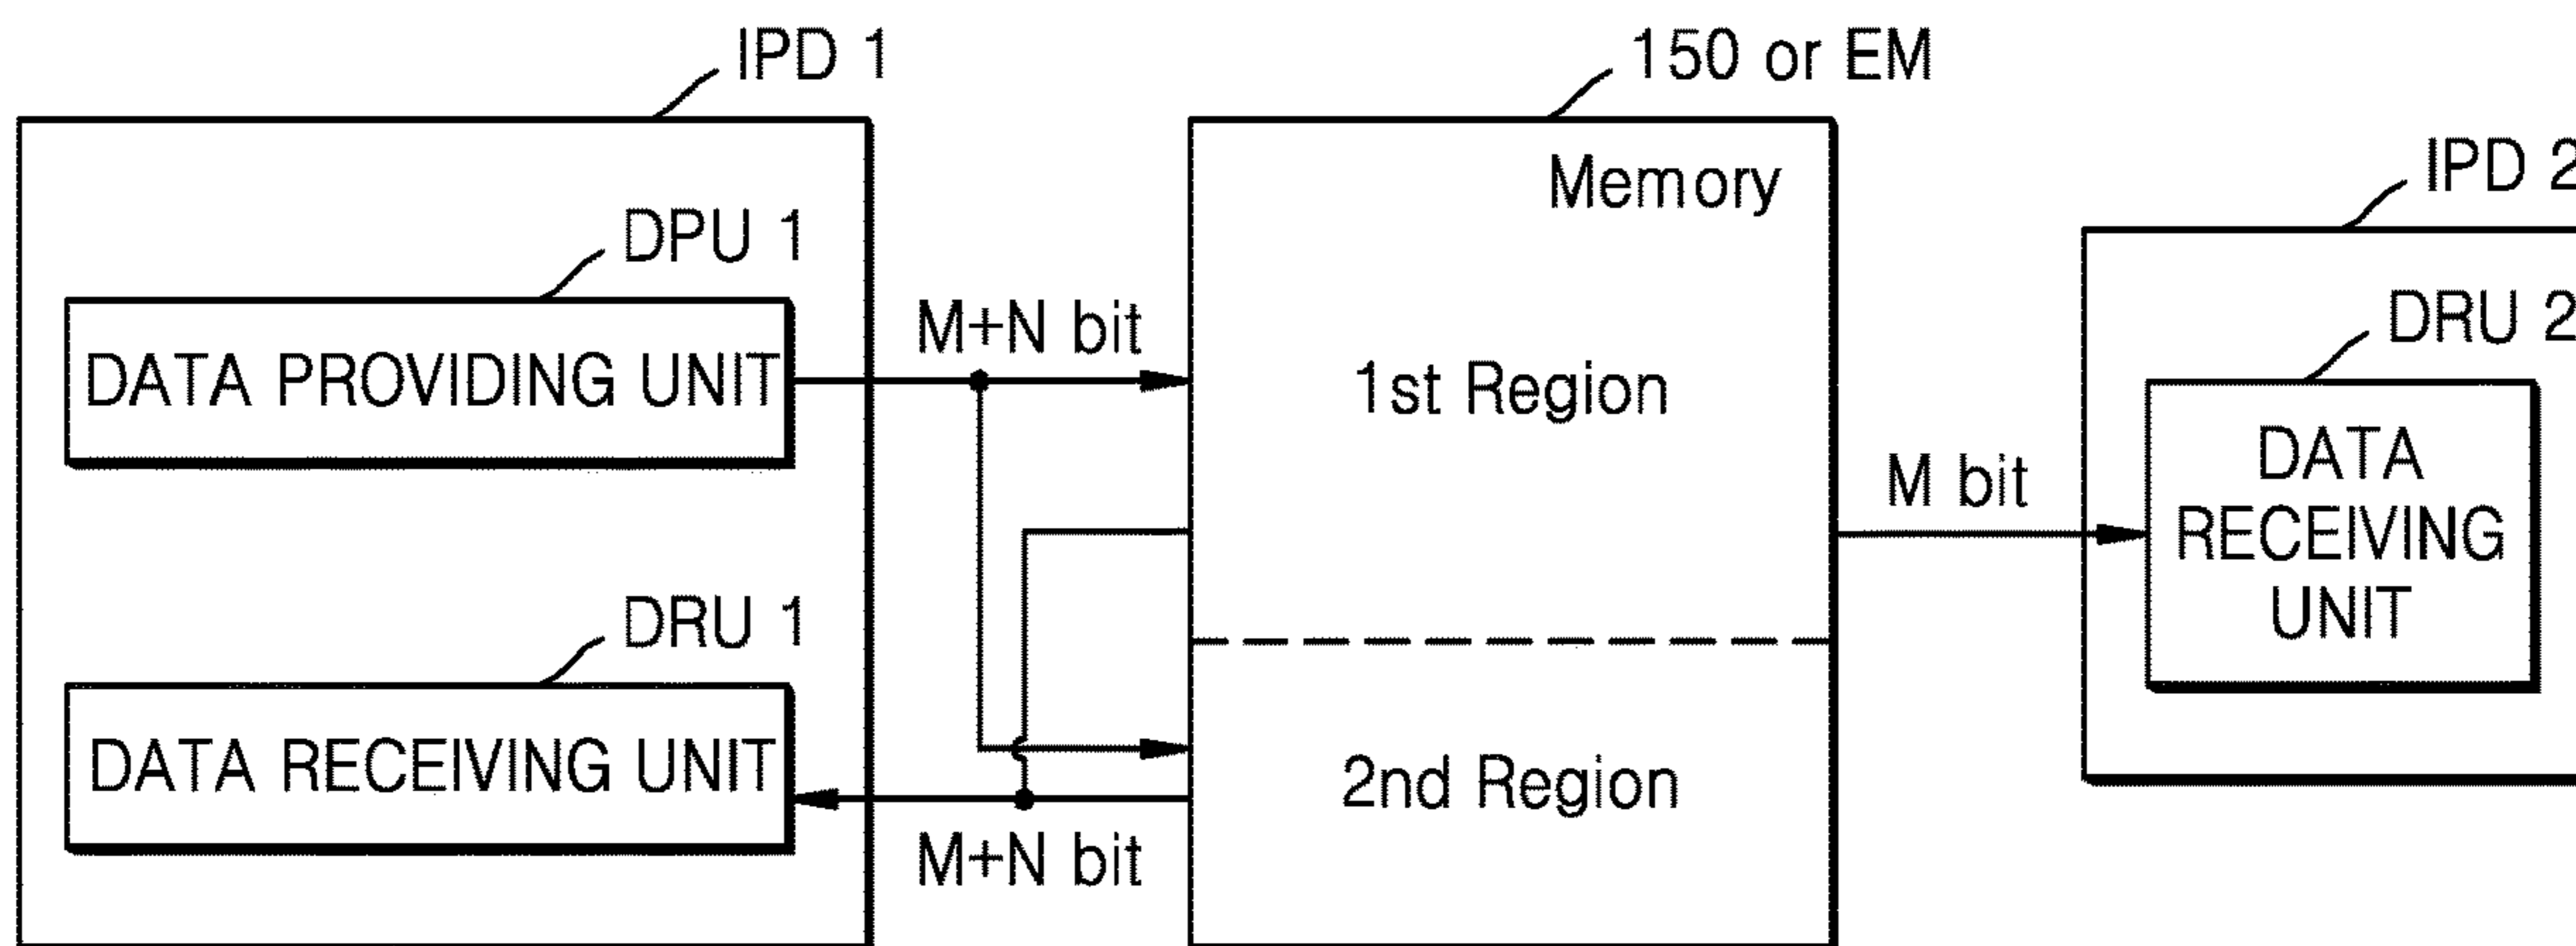 IPD 1
150 or EM
Memory
IPD 2
DPU 1
DATA PROVIDING UNIT
M+N bit
1st Region
DRU 2
DATA
RECEIVING
UNIT
M bit
DRU 1
DATA RECEIVING UNIT
M+N bit
2nd Region